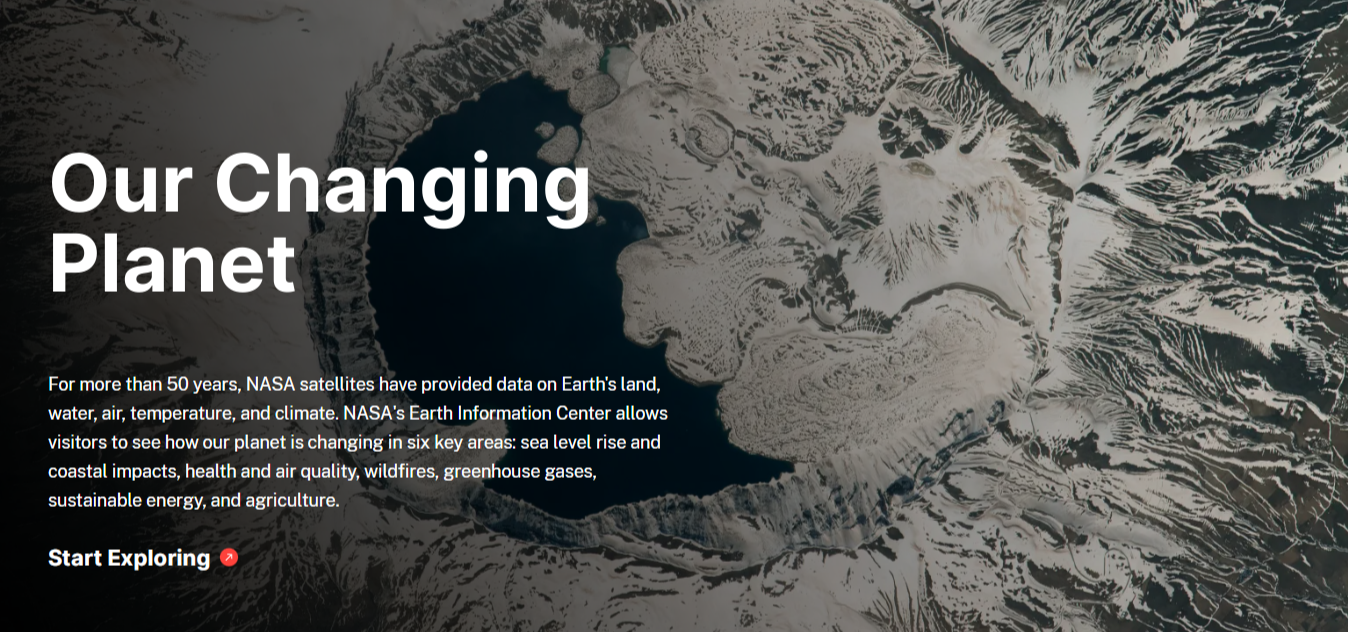 Our Changing
Planet
For more than 50 years, NASA satellites have provided data on Earth's land,
water, air, temperature, and climate. NASA's Earth Information Center allows
visitors to see how our planet is changing in six key areas: sea level rise and
coastal impacts, health and air quality, wildfires, greenhouse gases,
sustainable energy, and agriculture.
Start Exploring